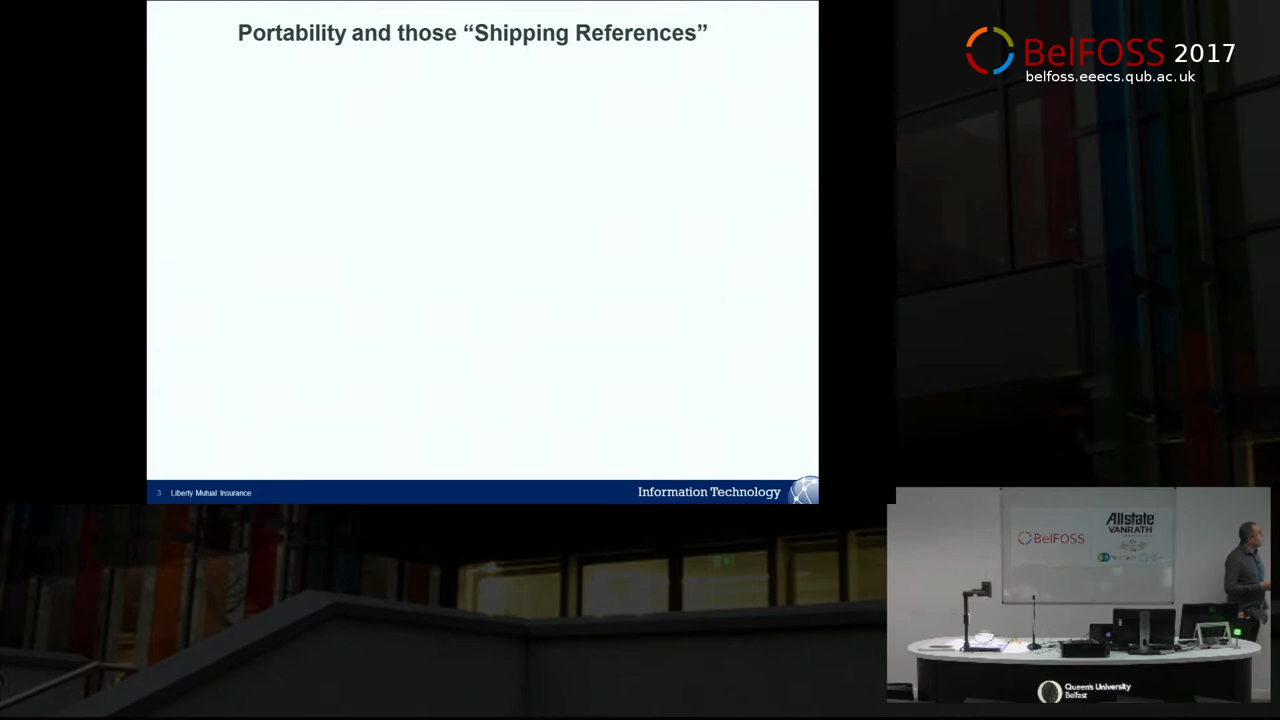 Portability and those “Shipping References”
BelFOSS 2017
belfoss.eeecs.qub.ac.uk
3 Liberty Mutual Insurance
Information Technology
BelFOSS
Allstate
VANRATH
Queen's University
Belfast